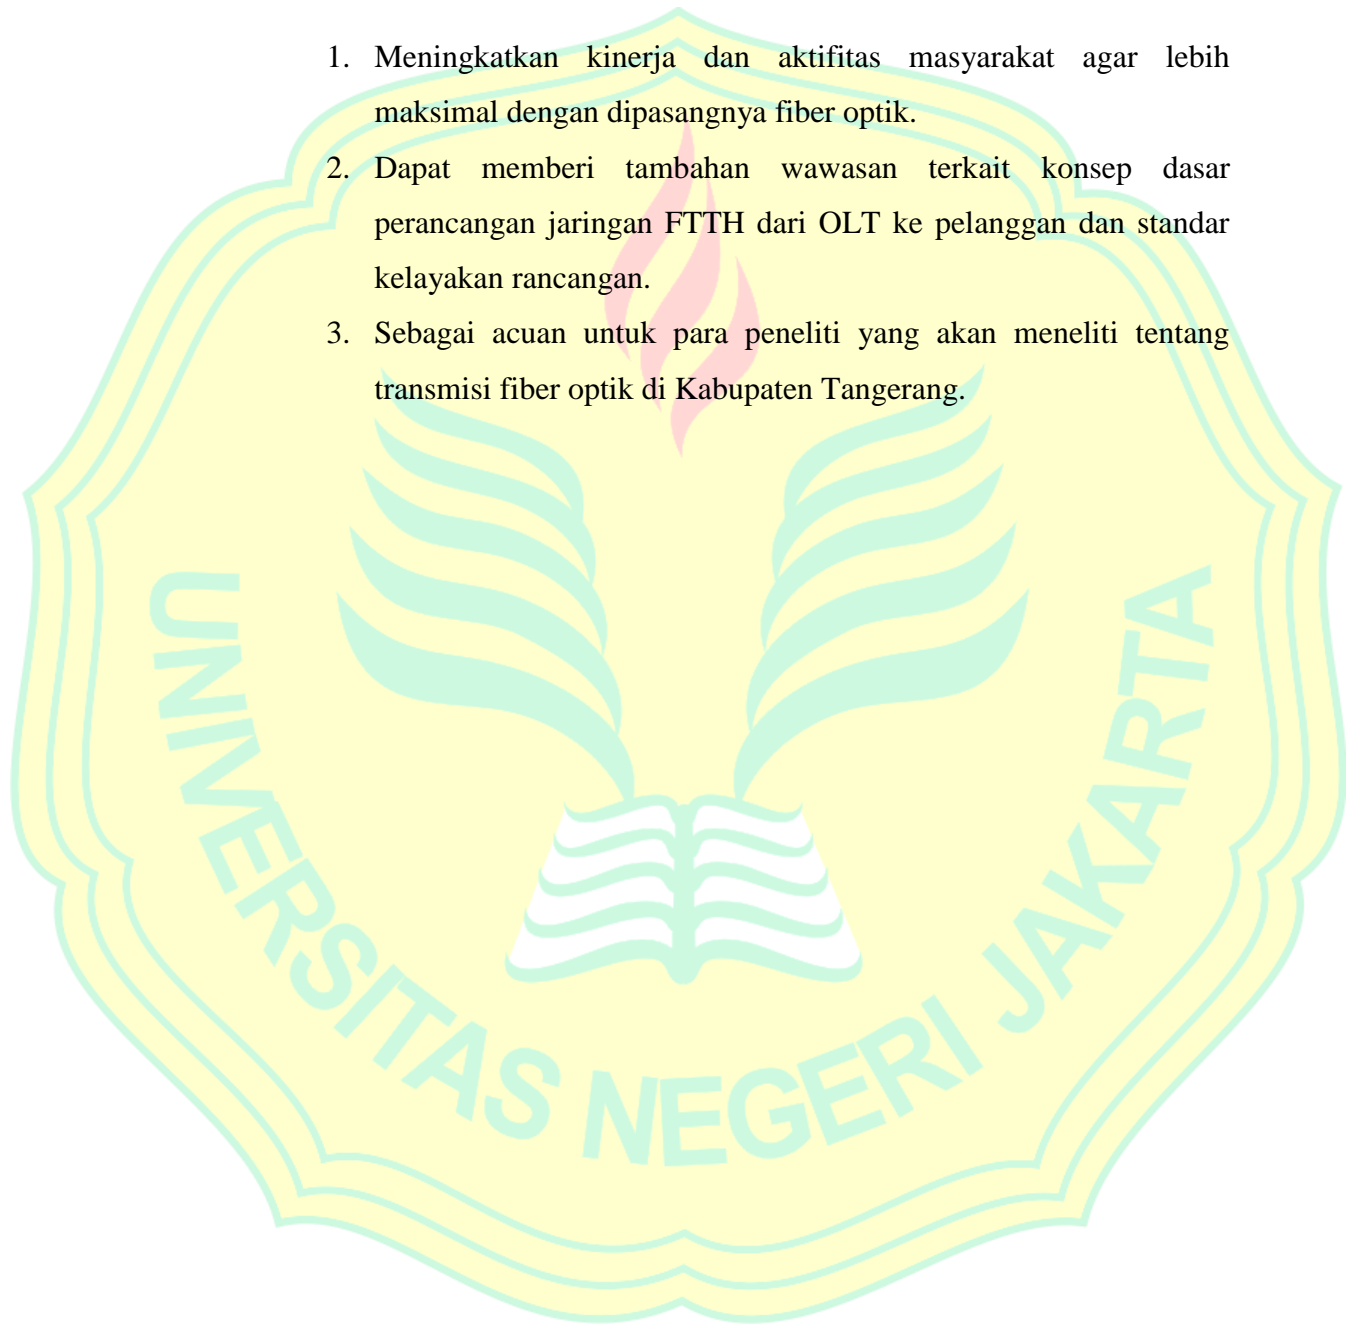 1. Meningkatkan kinerja dan aktifitas masyarakat agar lebih
maksimal dengan dipasangnya fiber optik.
2. Dapat memberi tambahan wawasan terkait konsep dasar
perancangan jaringan FTTH dari OLT ke pelanggan dan standar
kelayakan rancangan.
3. Sebagai acuan untuk para peneliti yang akan meneliti tentang
transmisi fiber optik di Kabupaten Tangerang.
UNIVERSITAS NEGERI JAKARTA